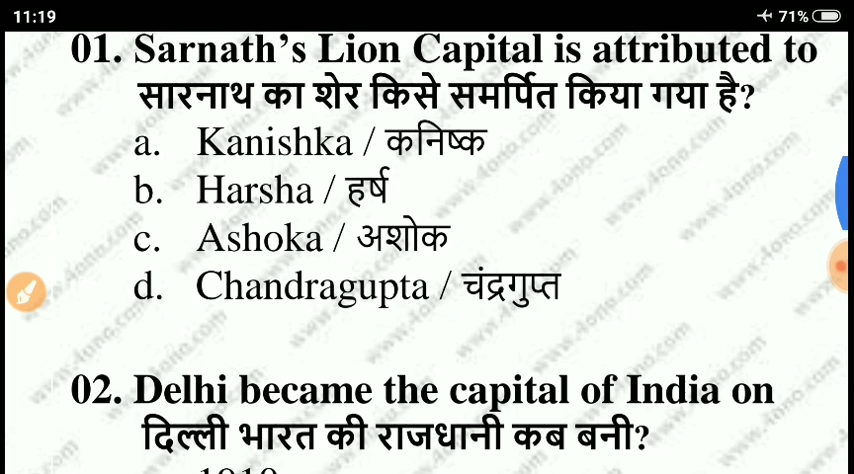 11:19
71%
01. Sarnath’s Lion Capital is attributed to
सारनाथ का शेर किसे समर्पित किया गया है?
a. Kanishka / कनिष्क
b. Harsha / हर्ष
c. Ashoka / अशोक
d. Chandragupta / चंद्रगुप्त
02. Delhi became the capital of India on
दिल्ली भारत की राजधानी कब बनी?